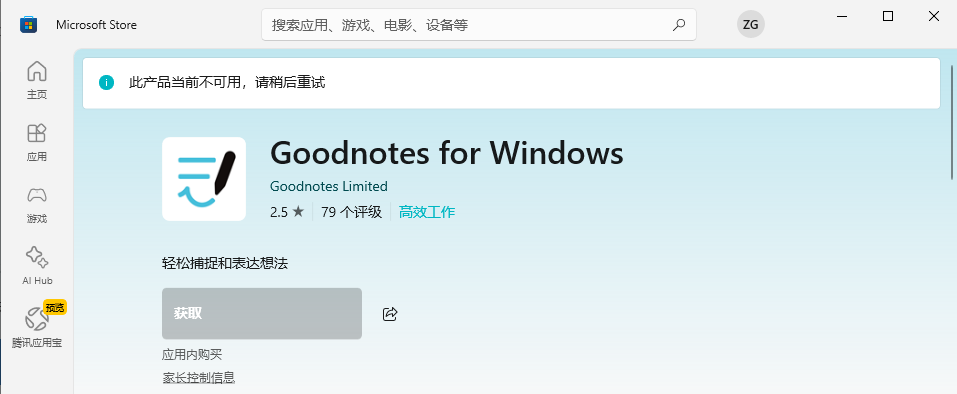 Microsoft Store
搜索应用、游戏、电影、设备等
ZG
主页
应用
游戏
AI Hub
预览
腾讯应用宝
此产品当前不可用，请稍后重试
Goodnotes for Windows
Goodnotes Limited
2.5 ★ 79 个评级 高效工作
轻松捕捉和表达想法
获取
应用内购买
家长控制信息